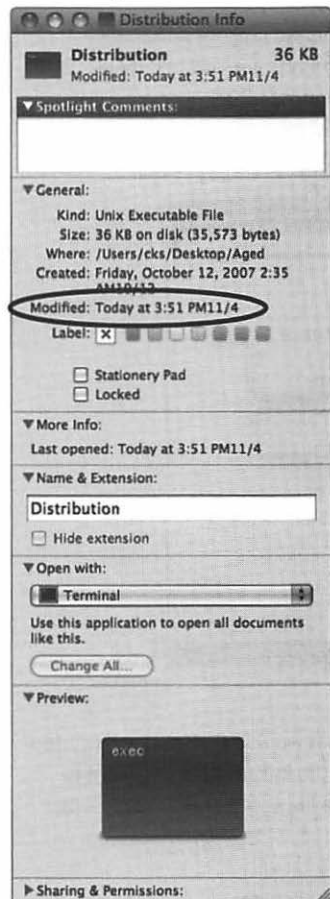 Distribution Info
Distribution 36 KB
Modified: Today at 3:51 PM11/4
▼Spotlight Comments:
▼General:
Kind: Unix Executable File
Size: 36 KB on disk (35,573 bytes)
Where: /Users/cks/Desktop/Aged
Created: Friday, October 12, 2007 2:35
AM10/12
Modified: Today at 3:51 PM11/4
Label: ×
Stationery Pad
Locked
▼More Info:
Last opened: Today at 3:51 PM11/4
▼Name & Extension:
Distribution
Hide extension
▼Open with:
Terminal
Use this application to open all documents
like this.
Change All...
▼Preview:
exec
▶Sharing & Permissions: